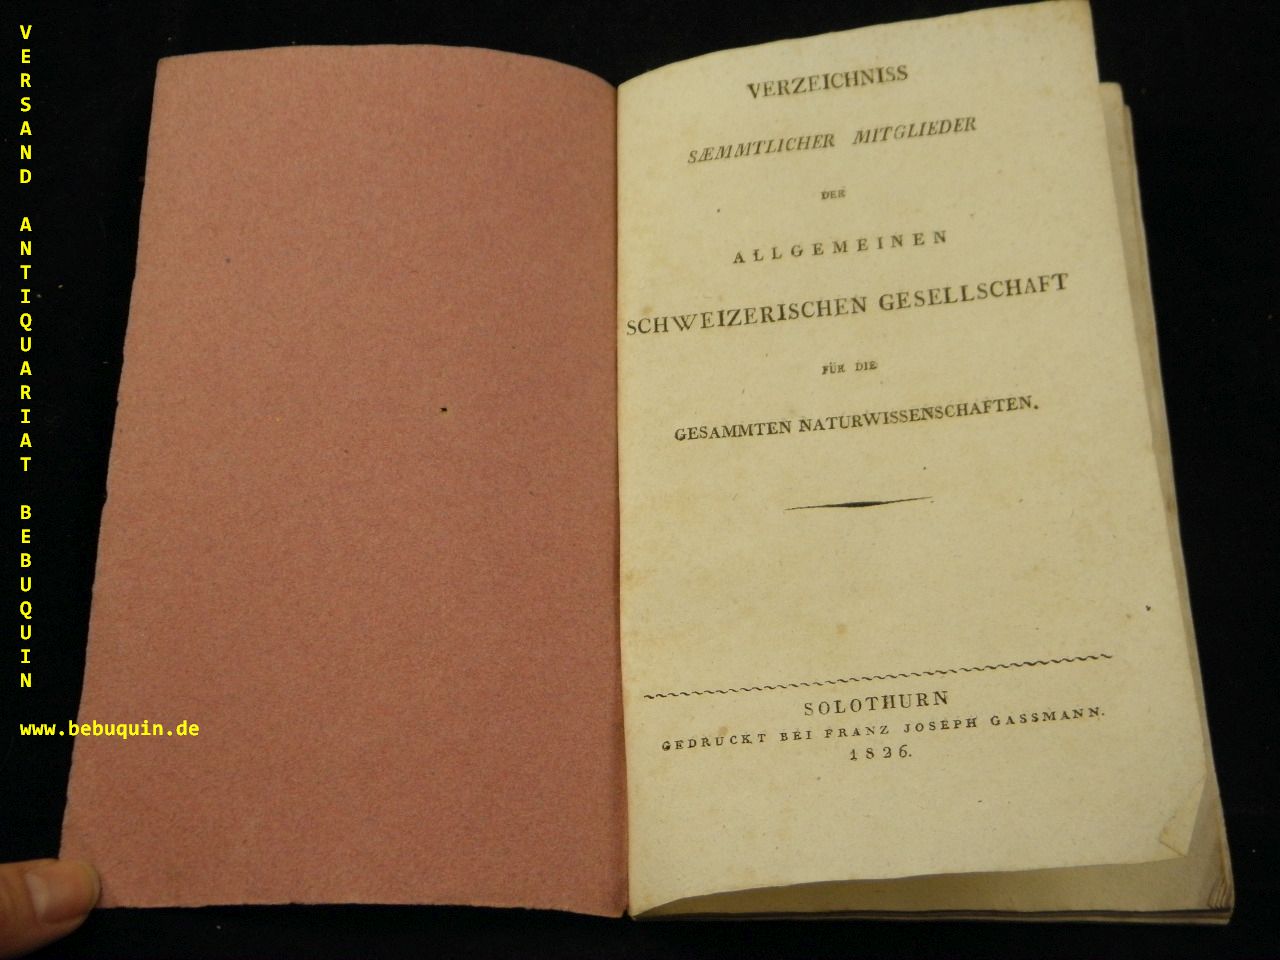 VERSAND ANTIQUARIAT BEBUQUIN
www.bebuquin.de
VERZEICHNISS
SÆMMTLICHER MITGLIEDER
DER
ALLGEMEINEN
SCHWEIZERISCHEN GESELLSCHAFT
FÜR DIE
GESAMMTEN NATURWISSENSCHAFTEN.
SOLOTHURN
GEDRUCKT BEI FRANZ JOSEPH GASSMANN.
1826.